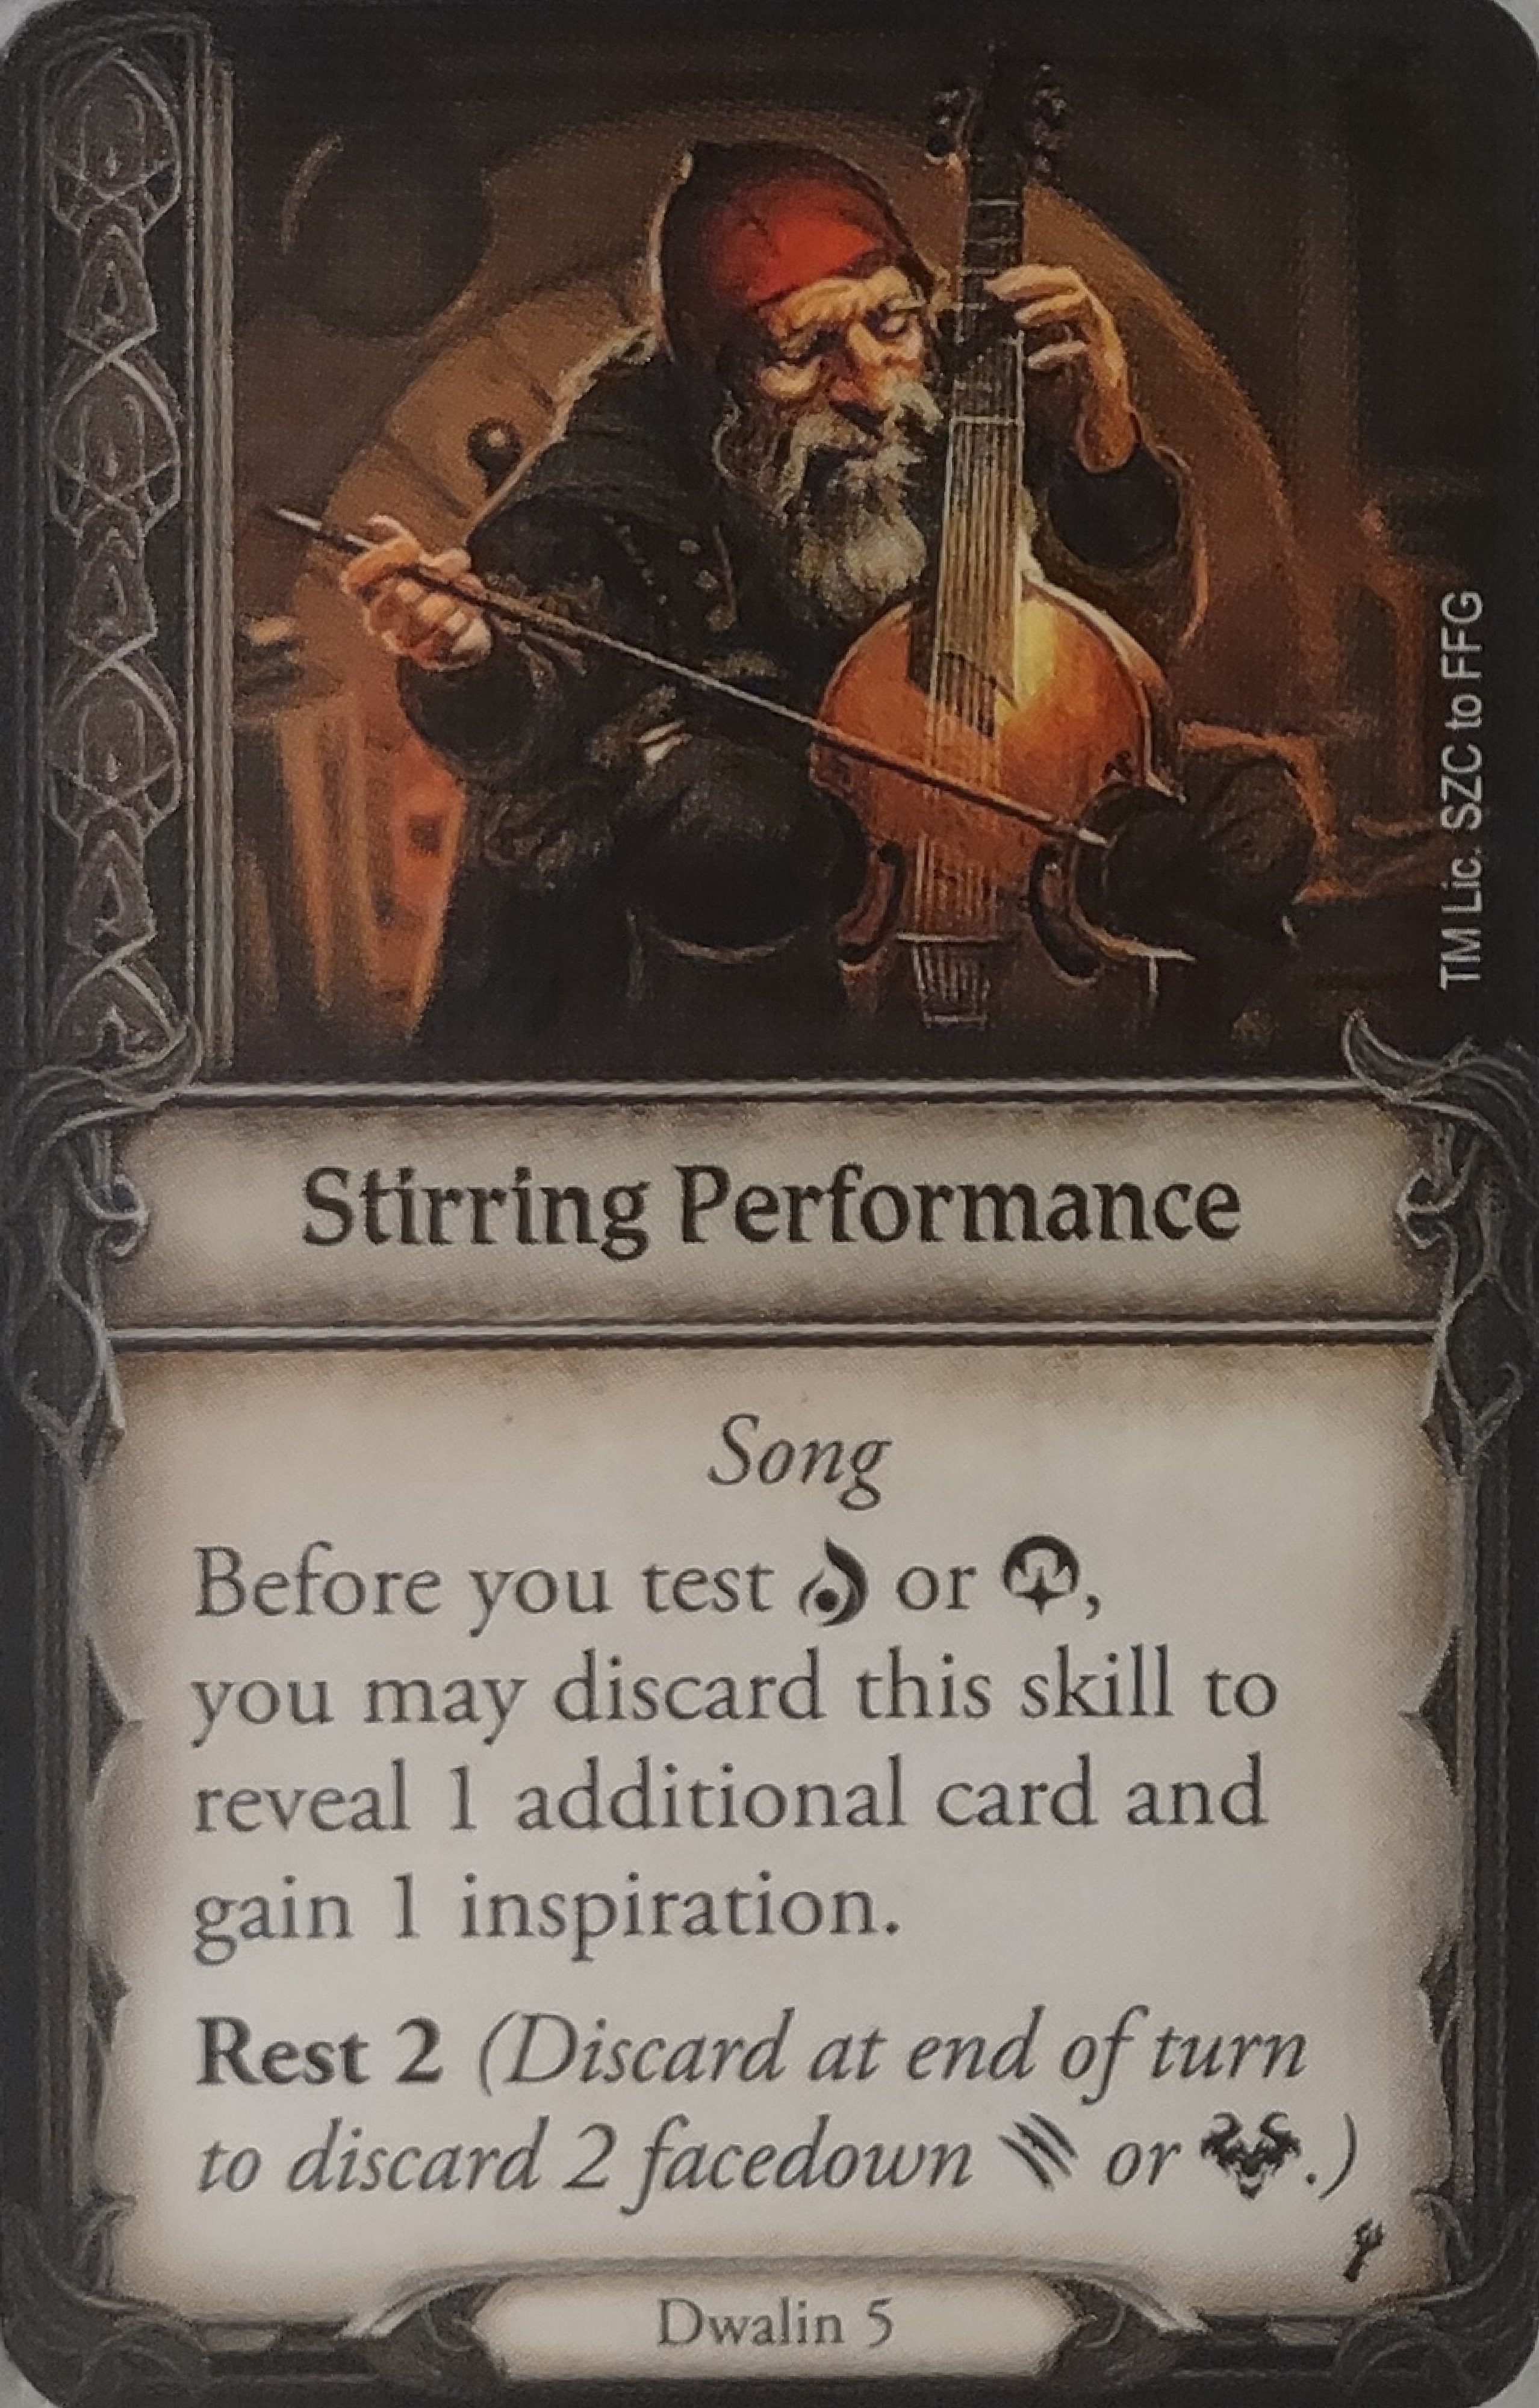 TM Lic. SZC to FFG
Stirring Performance
Song
Before you test or ,
you may discard this skill to
reveal 1 additional card and
gain 1 inspiration.
Rest 2 (Discard at end of turn
to discard 2 facedown or .)
Dwalin 5